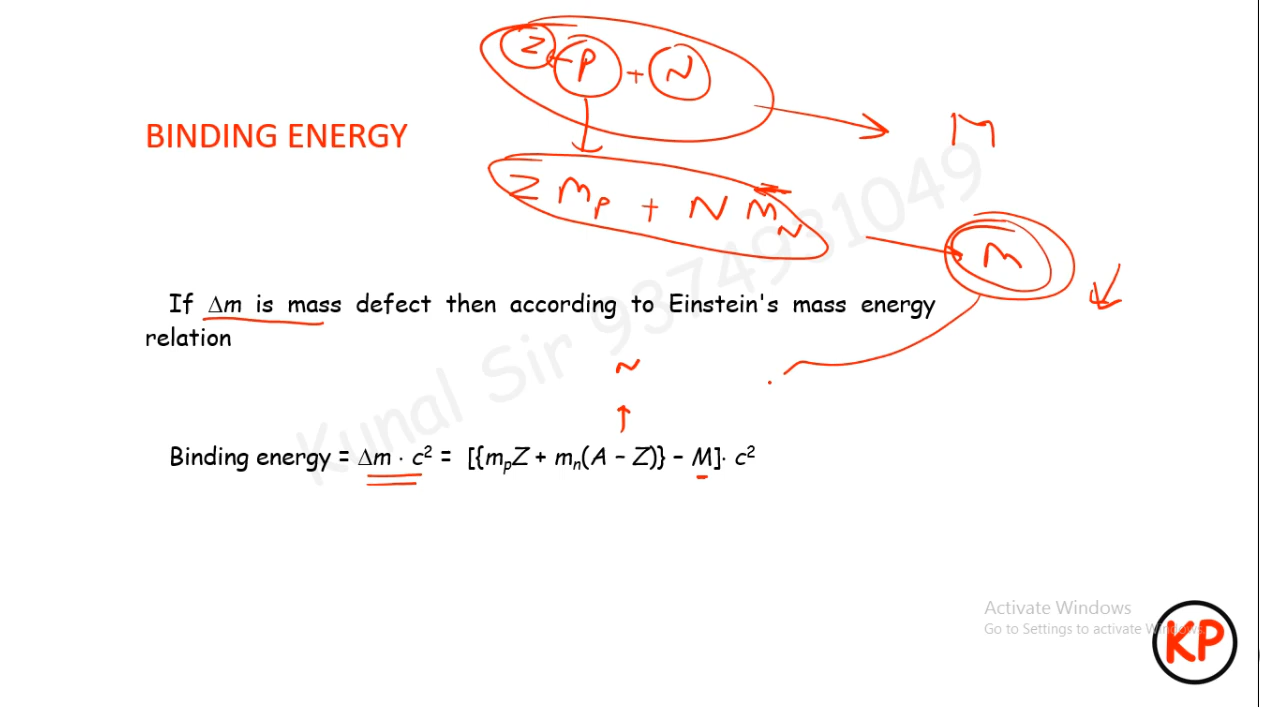 Z P + N
M
BINDING ENERGY
Z Mp + N MN
M
If Δm is mass defect then according to Einstein's mass energy
relation
N
Binding energy = Δm · c² = [{mpZ + mn(A – Z)} – M]· c²
Kunal Sir 9374981049
Activate Windows
Go to Settings to activate Windows.
KP